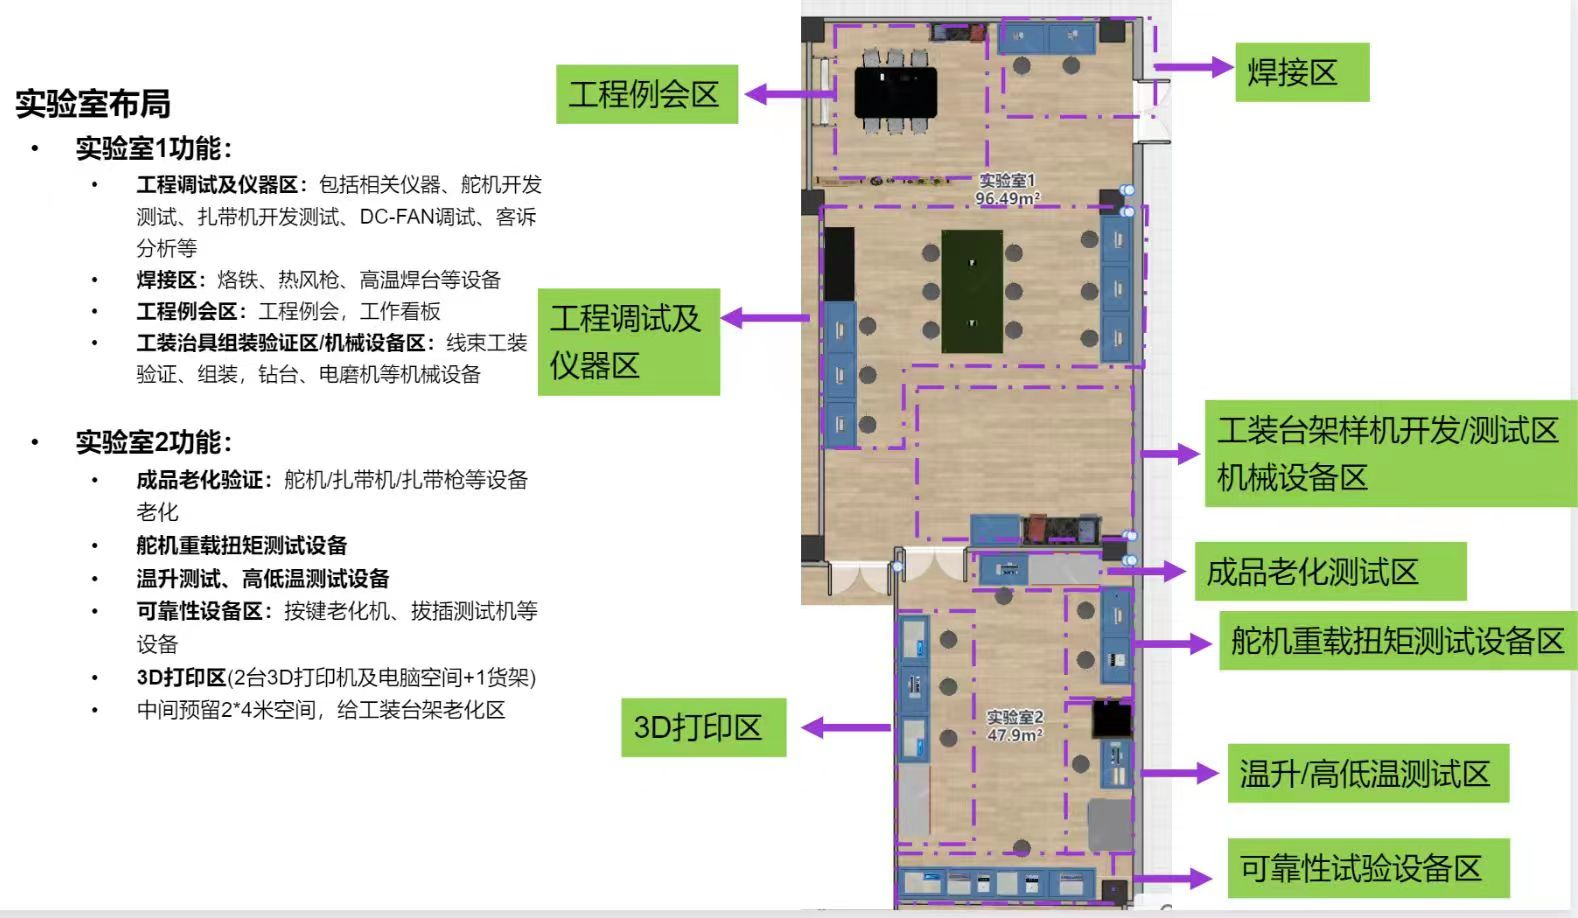 实验室布局
• 实验室1功能：
• 工程调试及仪器区：包括相关仪器、舵机开发
测试、扎带机开发测试、DC-FAN调试、客诉
分析等
• 焊接区：烙铁、热风枪、高温焊台等设备
• 工程例会区：工程例会，工作看板
• 工装治具组装验证区/机械设备区：线束工装
验证、组装，钻台、电磨机等机械设备
• 实验室2功能：
• 成品老化验证：舵机/扎带机/扎带枪等设备
老化
• 舵机重载扭矩测试设备
• 温升测试、高低温测试设备
• 可靠性设备区：按键老化机、拔插测试机等
设备
• 3D打印区(2台3D打印机及电脑空间+1货架)
• 中间预留2*4米空间，给工装台架老化区
工程例会区
焊接区
实验室1
96.49m²
工程调试及
仪器区
工装台架样机开发/测试区
机械设备区
成品老化测试区
舵机重载扭矩测试设备区
3D打印区
实验室2
47.9m²
温升/高低温测试区
可靠性试验设备区